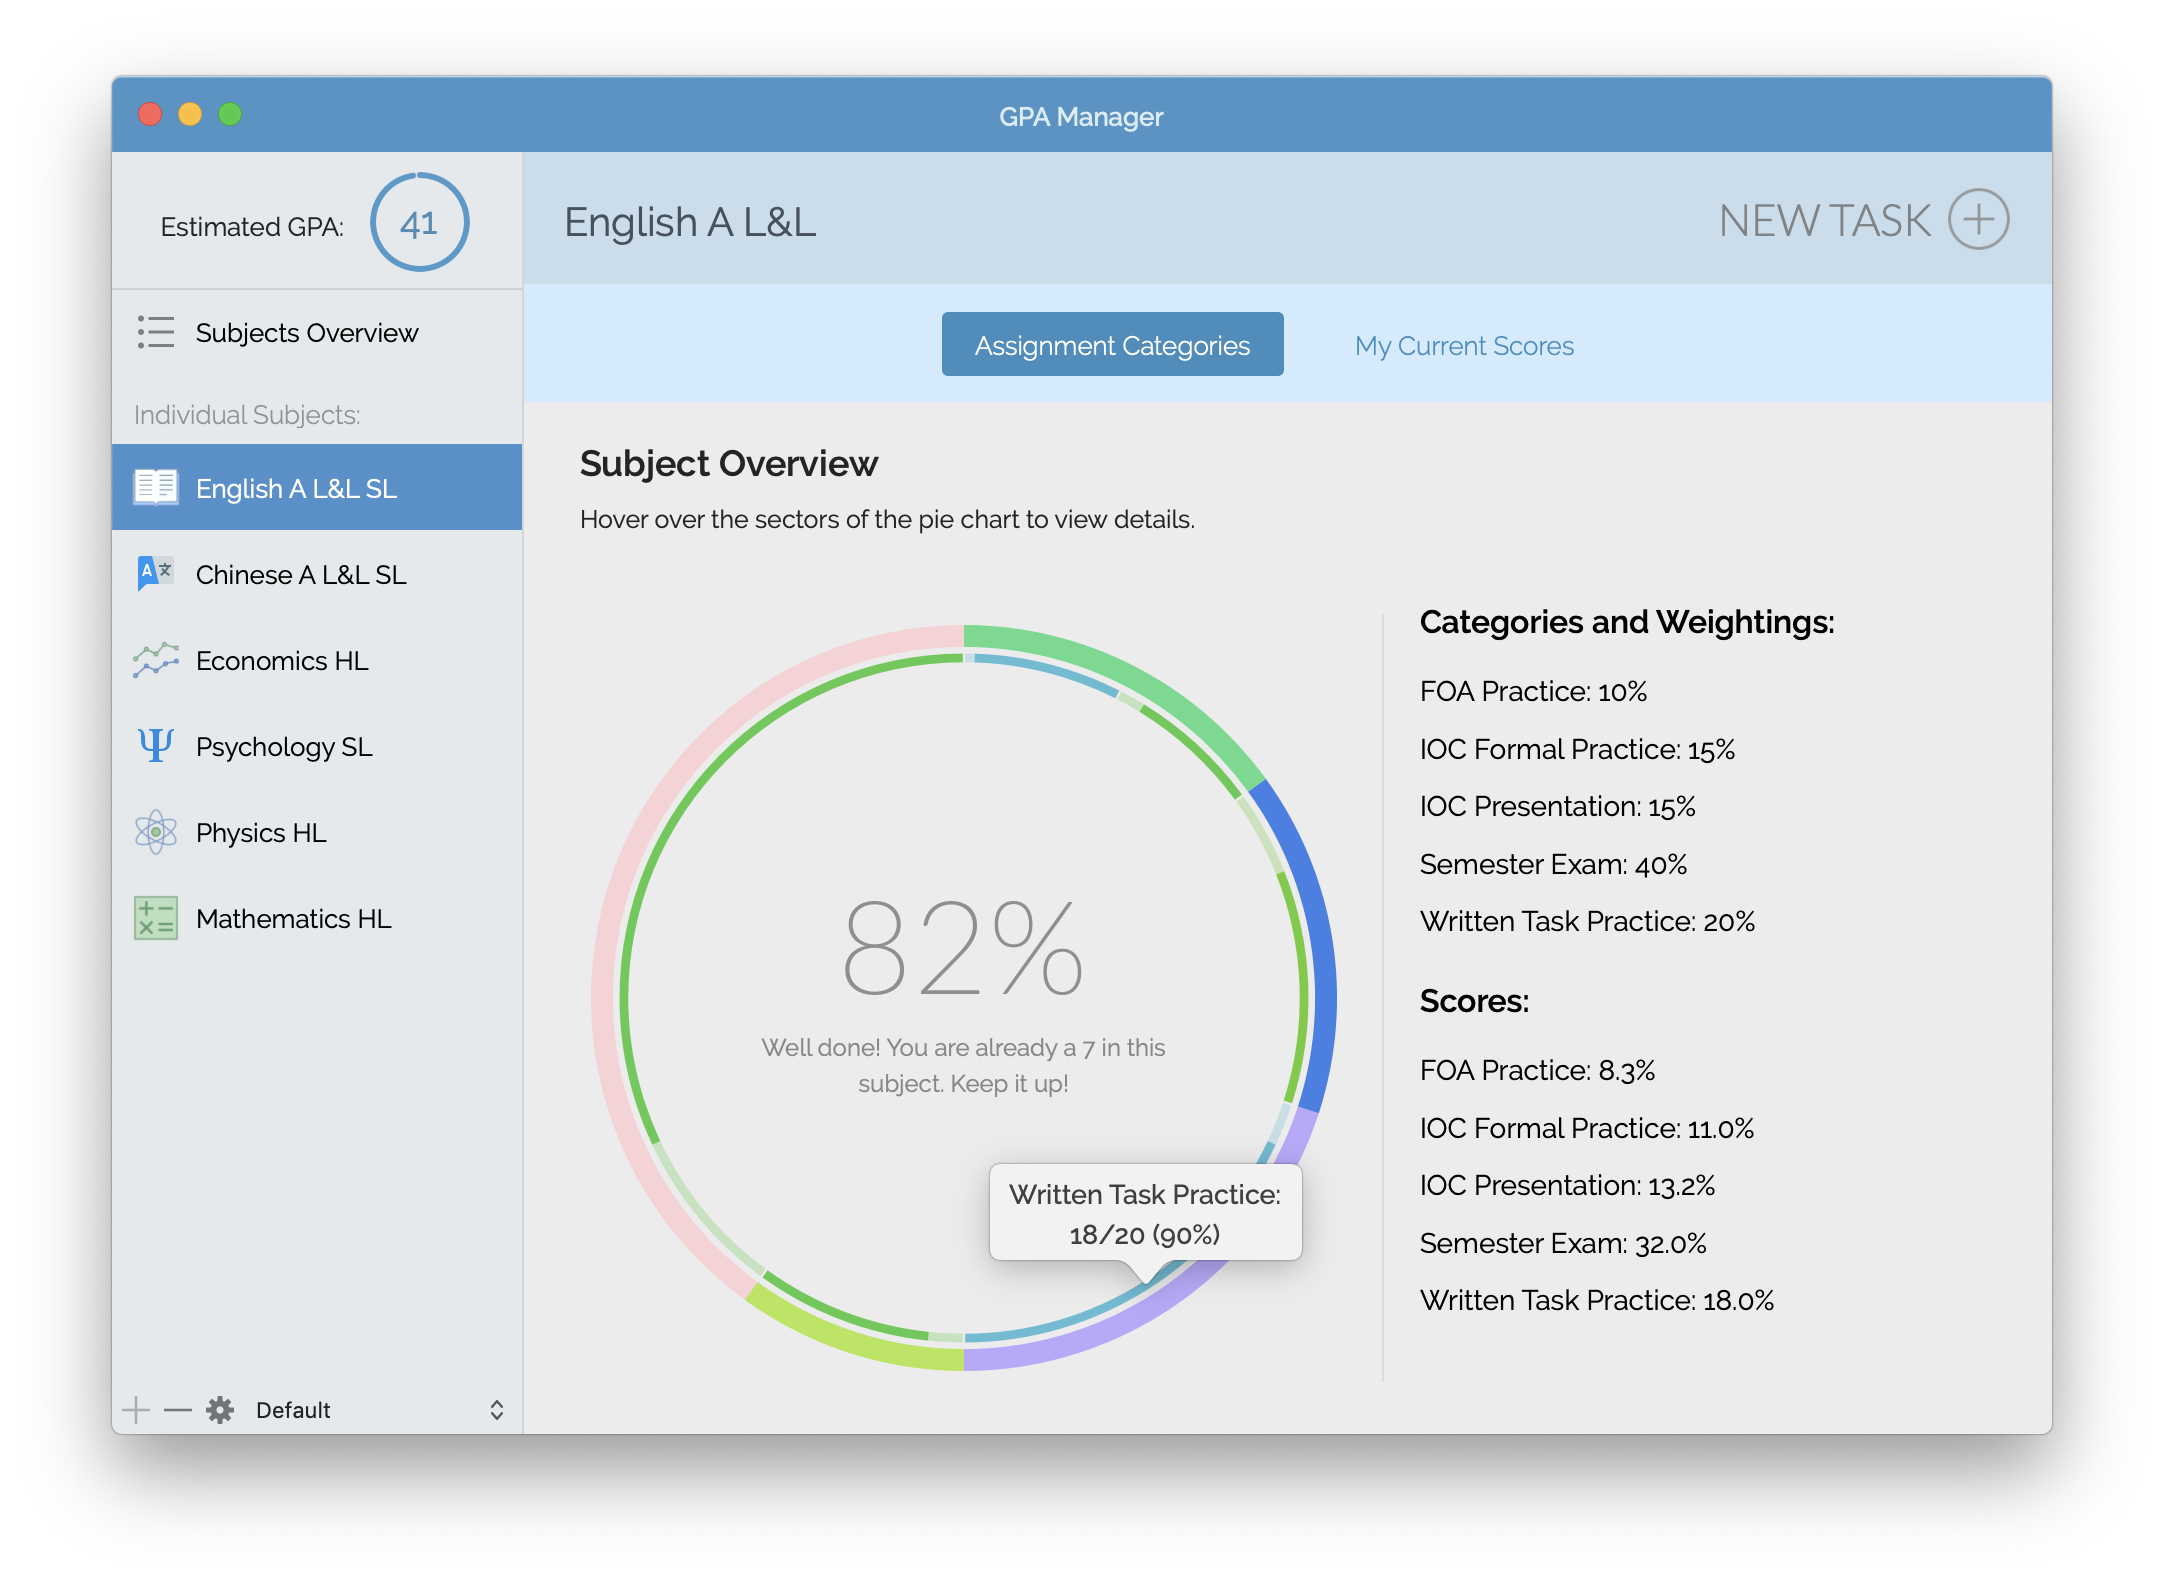 GPA Manager
Estimated GPA:
41
Subjects Overview
Individual Subjects:
English A L&L SL
Chinese A L&L SL
Economics HL
Psychology SL
Physics HL
Mathematics HL
Default
English A L&L
NEW TASK
Assignment Categories
My Current Scores
Subject Overview
Hover over the sectors of the pie chart to view details.
82%
Well done! You are already a 7 in this
subject. Keep it up!
Written Task Practice:
18/20 (90%)
Categories and Weightings:
FOA Practice: 10%
IOC Formal Practice: 15%
IOC Presentation: 15%
Semester Exam: 40%
Written Task Practice: 20%
Scores:
FOA Practice: 8.3%
IOC Formal Practice: 11.0%
IOC Presentation: 13.2%
Semester Exam: 32.0%
Written Task Practice: 18.0%